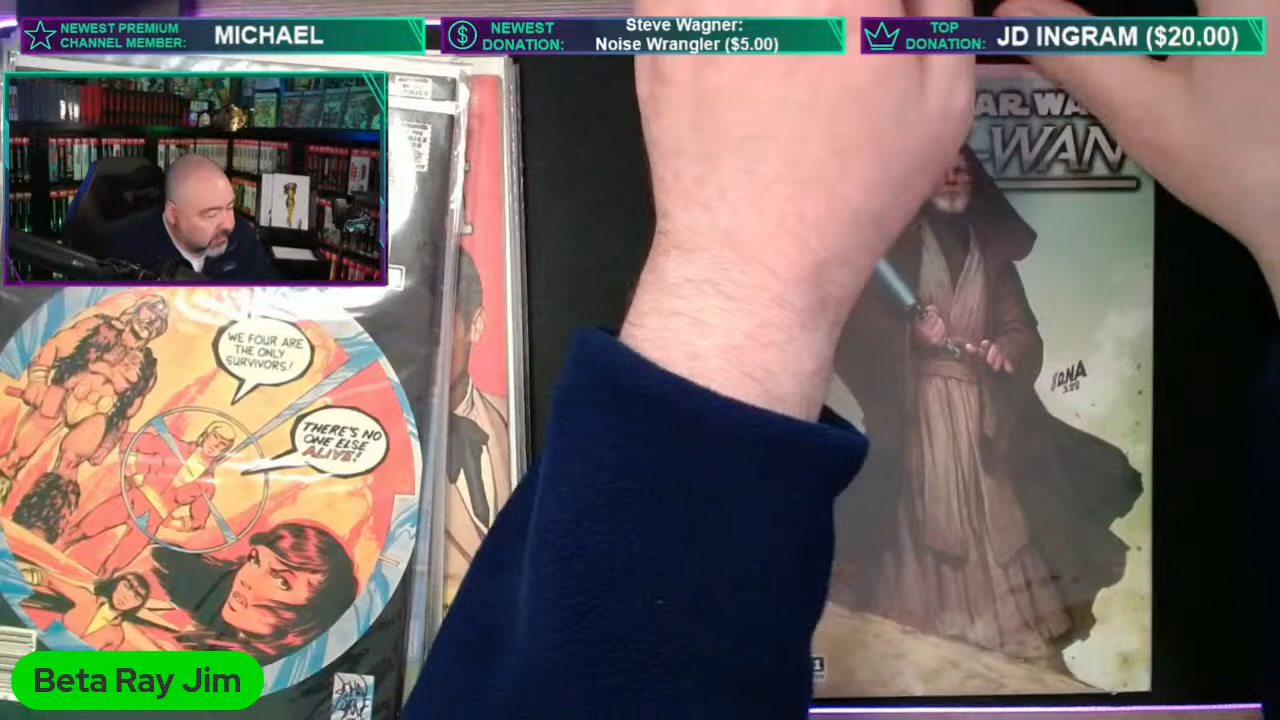 NEWEST PREMIUM
CHANNEL MEMBER:
MICHAEL
NEWEST
DONATION:
Steve Wagner:
Noise Wrangler ($5.00)
TOP
DONATION:
JD INGRAM ($20.00)
AR WA
-WAN
WE FOUR ARE
THE ONLY
SURVIVORS!
THERE'S NO
ONE ELSE
ALIVE!
Beta Ray Jim